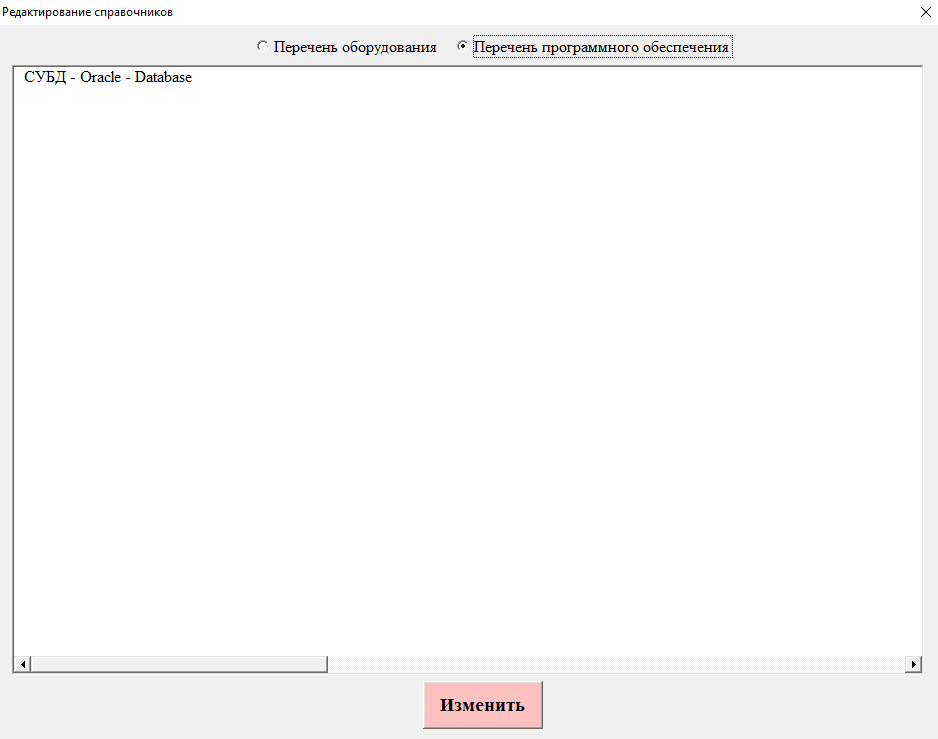 Редактирование справочников
Перечень оборудования
Перечень программного обеспечения
СУБД - Oracle - Database
Изменить